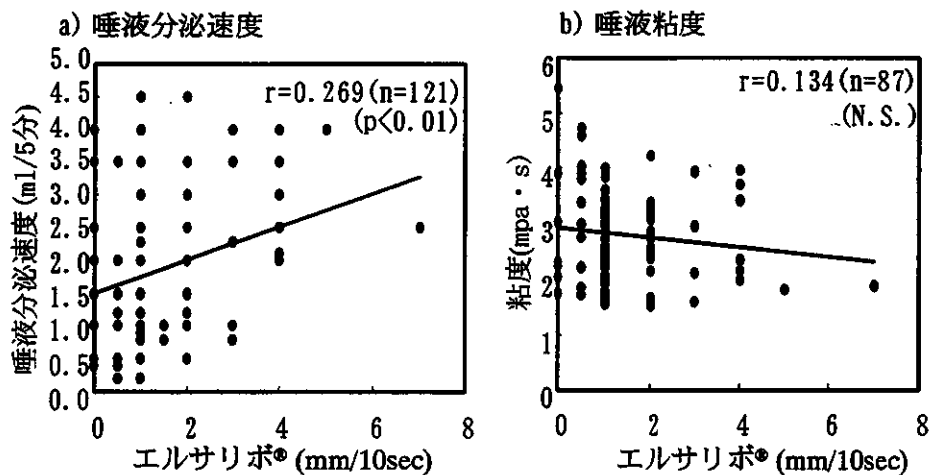 a) 唾液分泌速度
唾液分泌速度(ml/5分)
5.0
4.5
4.0
3.5
3.0
2.5
2.0
1.5
1.0
0.5
0.0
r=0.269(n=121)
(p<0.01)
0 2 4 6 8
エルサリボ® (mm/10sec)
b) 唾液粘度
粘度(mpa・s)
6
5
4
3
2
1
0
r=0.134(n=87)
(N.S.)
0 2 4 6 8
エルサリボ® (mm/10sec)